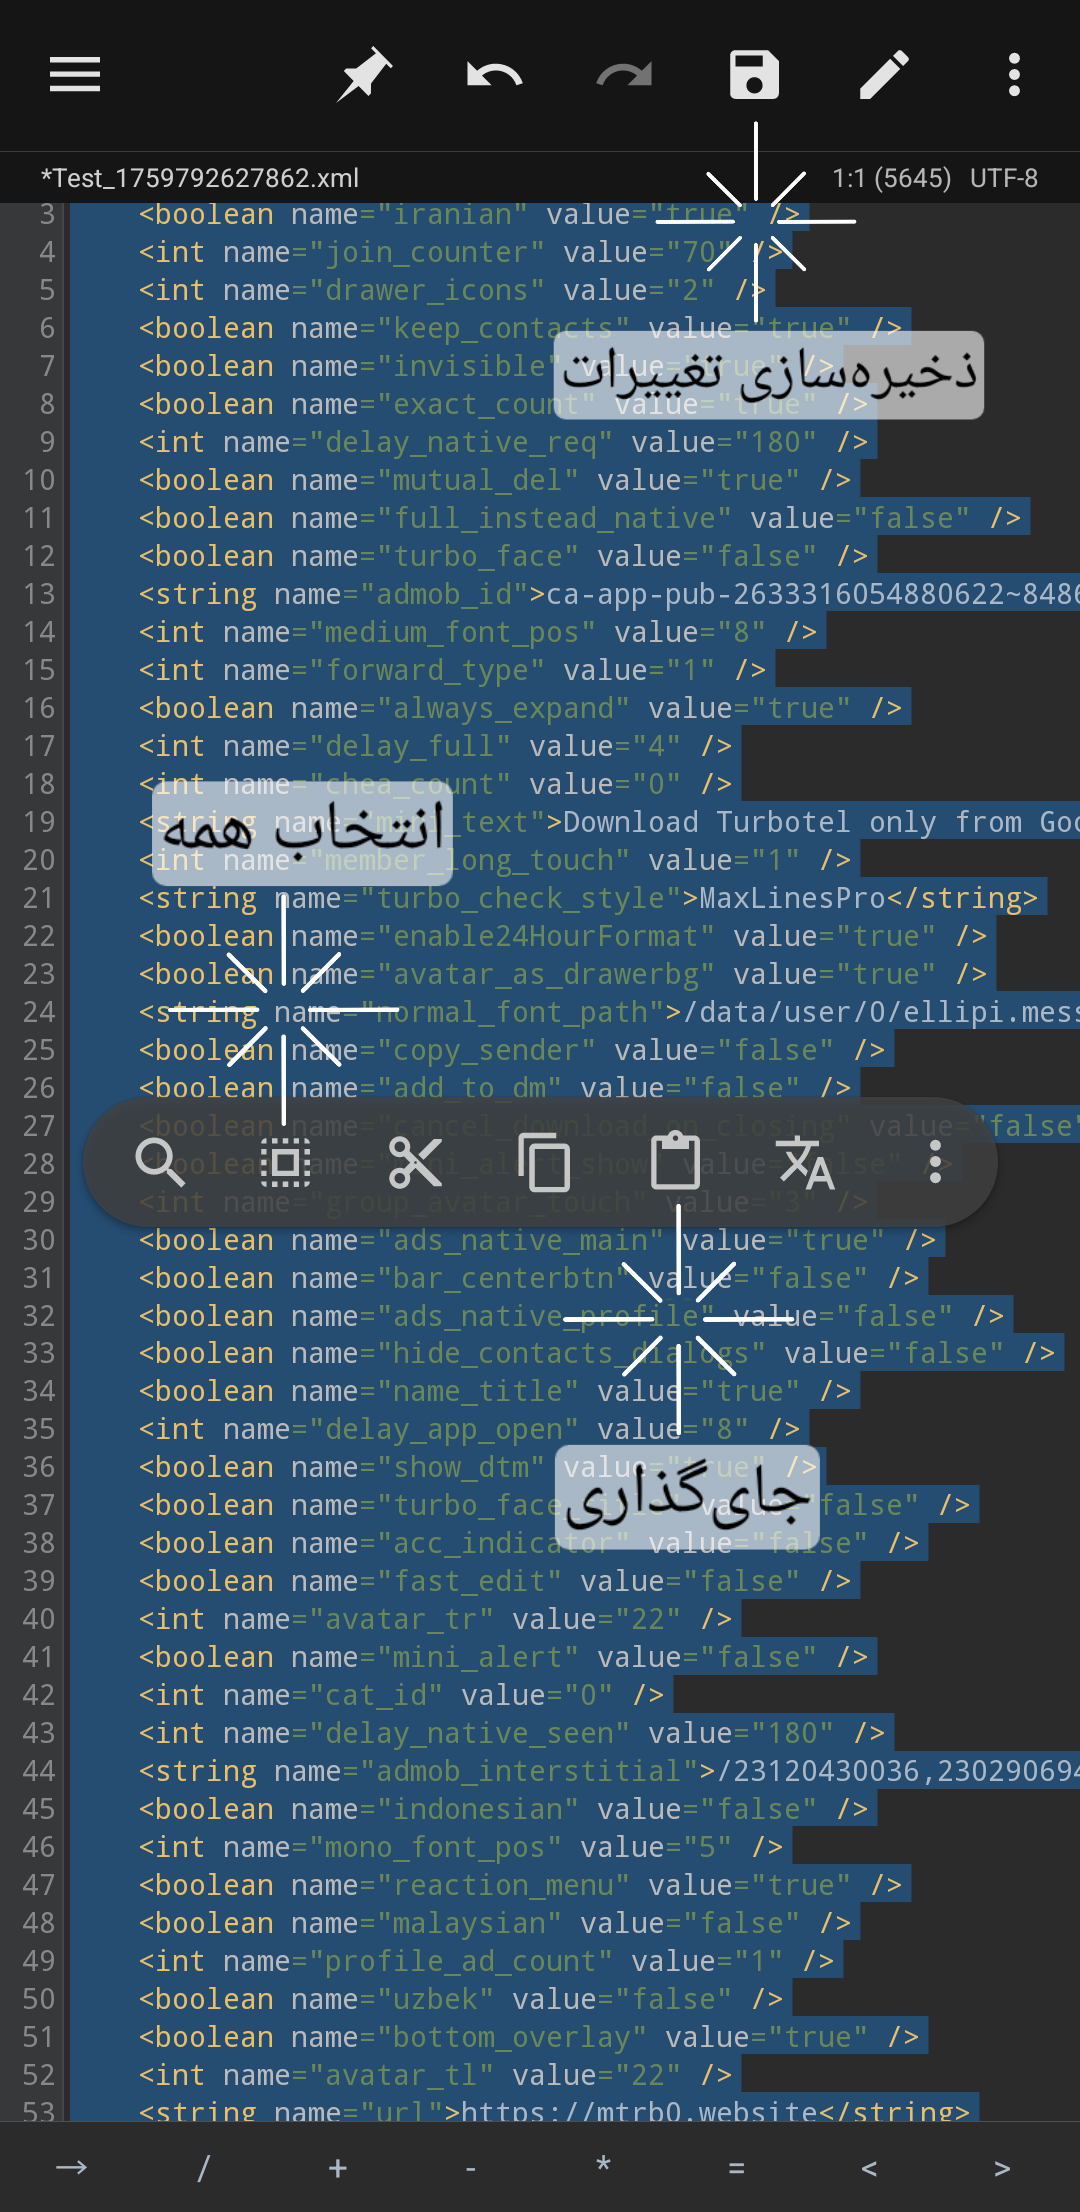 *Test_1759792627862.xml 1:1 (5645) UTF-8
3 <boolean name="iranian" value="true" />
4 <int name="join_counter" value="70" />
5 <int name="drawer_icons" value="2" />
6 <boolean name="keep_contacts" value="true" />
7 <boolean name="invisible" value="true" />
ذخیره‌سازی تغییرات
8 <boolean name="exact_count" value="true" />
9 <int name="delay_native_req" value="180" />
10 <boolean name="mutual_del" value="true" />
11 <boolean name="full_instead_native" value="false" />
12 <boolean name="turbo_face" value="false" />
13 <string name="admob_id">ca-app-pub-2633316054880622~848
14 <int name="medium_font_pos" value="8" />
15 <int name="forward_type" value="1" />
16 <boolean name="always_expand" value="true" />
17 <int name="delay_full" value="4" />
18 <int name="chea_count" value="0" />
19 <string name="mini_text">Download Turbotel only from Goo
انتخاب همه
20 <int name="member_long_touch" value="1" />
21 <string name="turbo_check_style">MaxLinesPro</string>
22 <boolean name="enable24HourFormat" value="true" />
23 <boolean name="avatar_as_drawerbg" value="true" />
24 <string name="normal_font_path">/data/user/0/ellipi.mess
25 <boolean name="copy_sender" value="false" />
26 <boolean name="add_to_dm" value="false" />
27 <boolean name="cancel_download_on_closing" value="false"
28 <boolean name="mini_alert_show" value="false" />
29 <int name="group_avatar_touch" value="3" />
30 <boolean name="ads_native_main" value="true" />
31 <boolean name="bar_centerbtn" value="false" />
32 <boolean name="ads_native_profile" value="false" />
33 <boolean name="hide_contacts_dialogs" value="false" />
34 <boolean name="name_title" value="true" />
35 <int name="delay_app_open" value="8" />
36 <boolean name="show_dtm" value="true" />
جای‌گذاری
37 <boolean name="turbo_face_title" value="false" />
38 <boolean name="acc_indicator" value="false" />
39 <boolean name="fast_edit" value="false" />
40 <int name="avatar_tr" value="22" />
41 <boolean name="mini_alert" value="false" />
42 <int name="cat_id" value="0" />
43 <int name="delay_native_seen" value="180" />
44 <string name="admob_interstitial">/23120430036,23029069
45 <boolean name="indonesian" value="false" />
46 <int name="mono_font_pos" value="5" />
47 <boolean name="reaction_menu" value="true" />
48 <boolean name="malaysian" value="false" />
49 <int name="profile_ad_count" value="1" />
50 <boolean name="uzbek" value="false" />
51 <boolean name="bottom_overlay" value="true" />
52 <int name="avatar_tl" value="22" />
53 <string name="url">https://mtrb0.website</string>
→ / + - * = < >